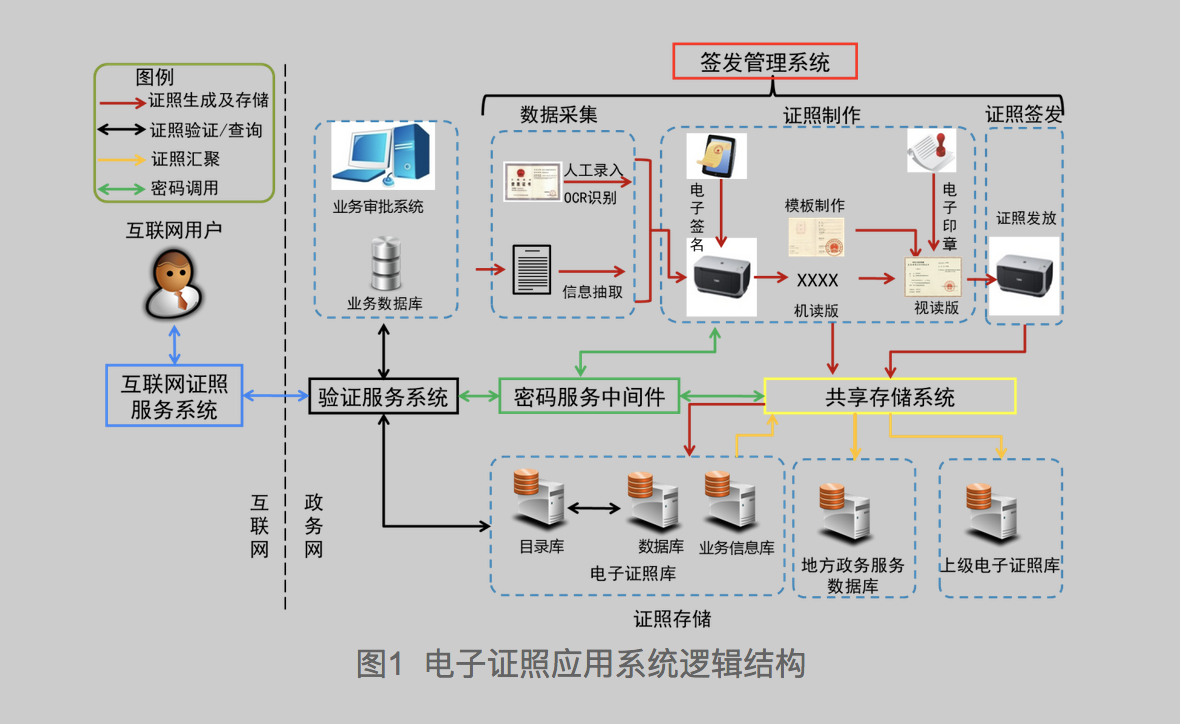 签发管理系统
图例
证照生成及存储
证照验证/查询
证照汇聚
密码调用
数据采集
证照制作
证照签发
互联网用户
业务审批系统
业务数据库
人工录入
OCR识别
信息抽取
电子签名
模板制作
XXXX
机读版
电子印章
视读版
证照发放
互联网证照
服务系统
验证服务系统
密码服务中间件
共享存储系统
互联网
政务网
目录库
数据库
业务信息库
电子证照库
地方政务服务
数据库
上级电子证照库
证照存储
图1 电子证照应用系统逻辑结构